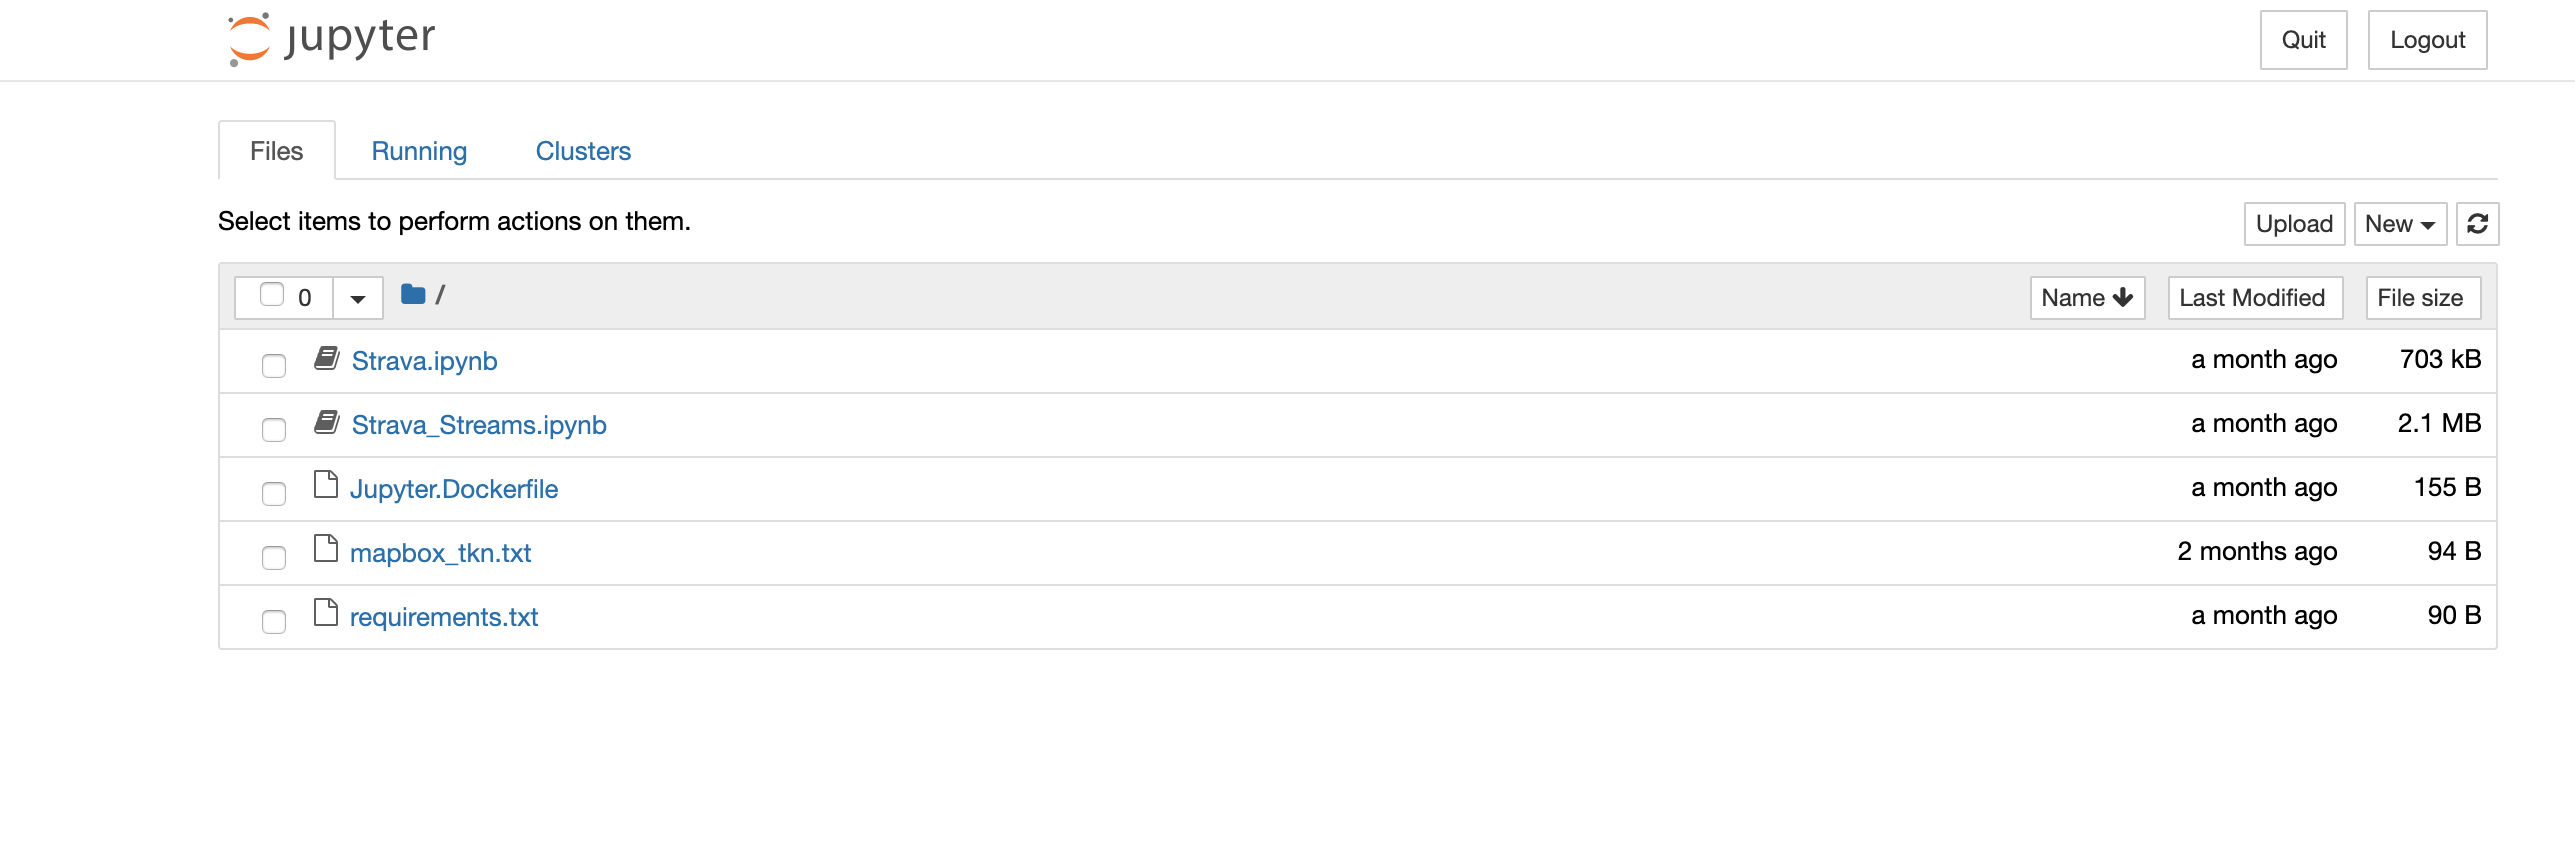 jupyter
Quit Logout
Files Running Clusters
Select items to perform actions on them.
Upload New
0 / Name Last Modified File size
Strava.ipynb a month ago 703 kB
Strava_Streams.ipynb a month ago 2.1 MB
Jupyter.Dockerfile a month ago 155 B
mapbox_tkn.txt 2 months ago 94 B
requirements.txt a month ago 90 B